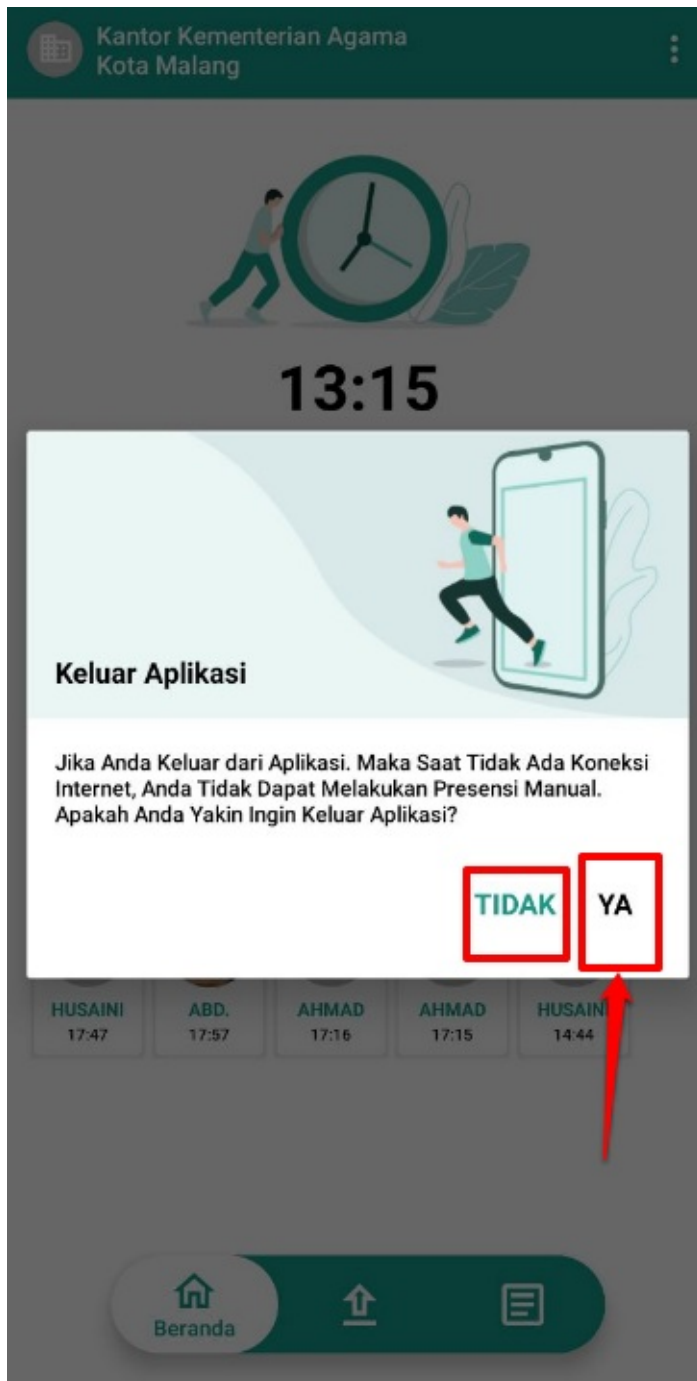 Kantor Kementerian Agama
Kota Malang
13:15
Keluar Aplikasi
Jika Anda Keluar dari Aplikasi. Maka Saat Tidak Ada Koneksi
Internet, Anda Tidak Dapat Melakukan Presensi Manual.
Apakah Anda Yakin Ingin Keluar Aplikasi?
TIDAK YA
HUSAINI ABD. AHMAD AHMAD HUSAINI
17:47 17:57 17:16 17:15 14:44
Beranda